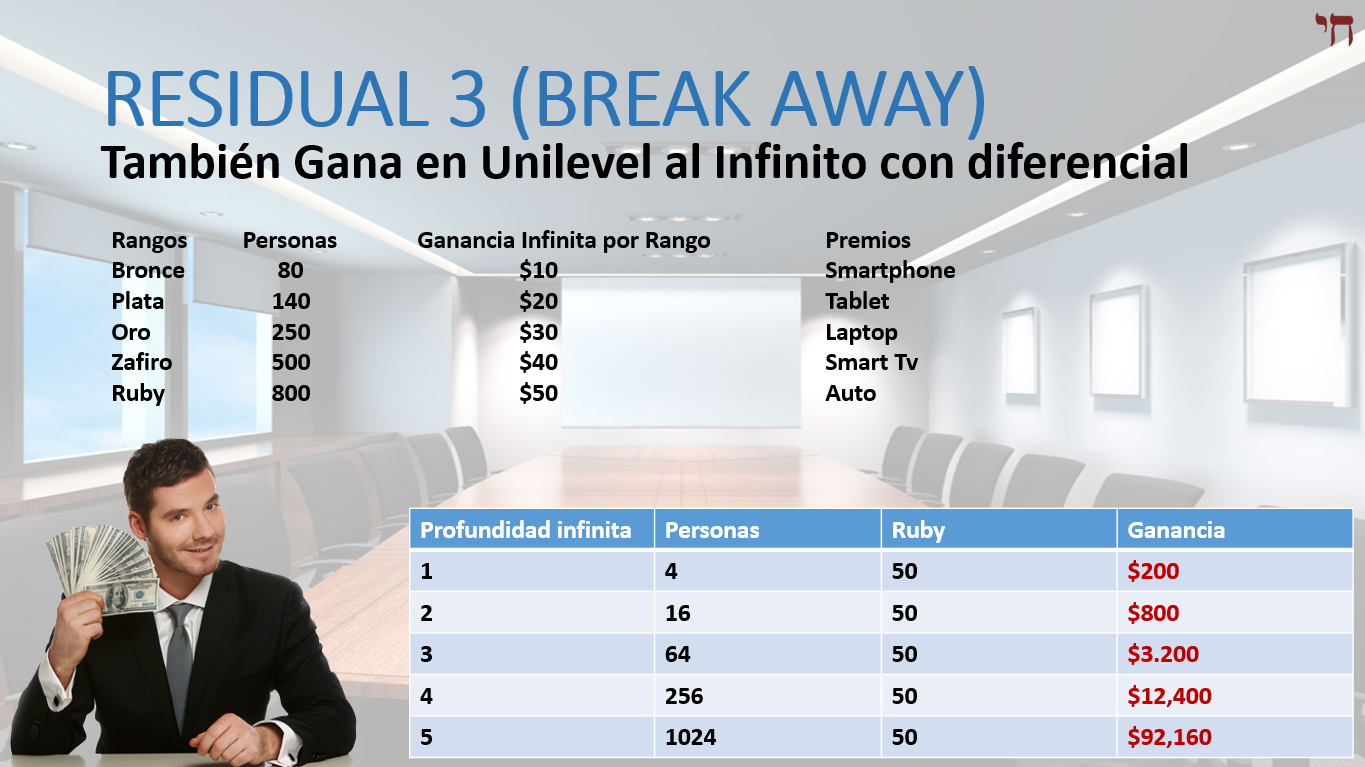 חי
RESIDUAL 3 (BREAK AWAY)
También Gana en Unilevel al Infinito con diferencial
Rangos Personas Ganancia Infinita por Rango Premios
Bronce 80 $10 Smartphone
Plata 140 $20 Tablet
Oro 250 $30 Laptop
Zafiro 500 $40 Smart Tv
Ruby 800 $50 Auto
Profundidad infinita Personas Ruby Ganancia
1 4 50 $200
2 16 50 $800
3 64 50 $3.200
4 256 50 $12,400
5 1024 50 $92,160